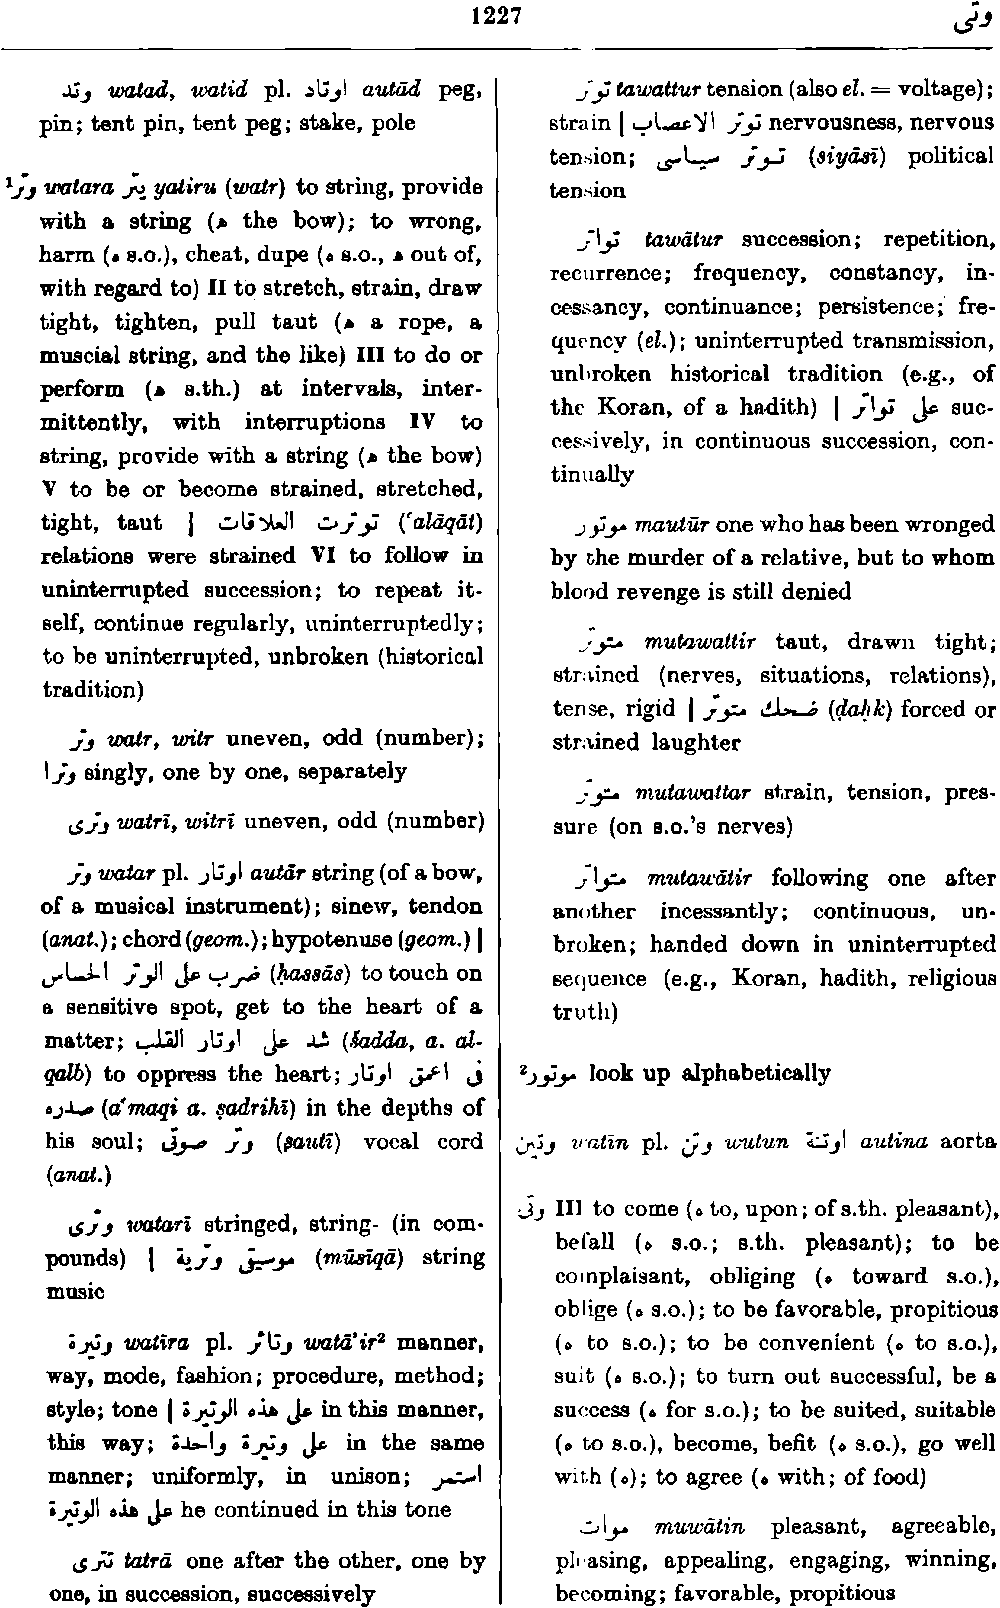 1227
وتى
وتد watad, watid pl. اوتاد autād peg,
pin; tent pin, tent peg; stake, pole
¹وتر watara يتر yatiru (watr) to string, provide
with a string (ه the bow); to wrong,
harm (ه s.o.), cheat, dupe (ه s.o., ه out of,
with regard to) II to stretch, strain, draw
tight, tighten, pull taut (ه a rope, a
muscial string, and the like) III to do or
perform (ه s.th.) at intervals, inter-
mittently, with interruptions IV to
string, provide with a string (ه the bow)
V to be or become strained, stretched,
tight, taut | توترت العلاقات (‘alāqāt)
relations were strained VI to follow in
uninterrupted succession; to repeat it-
self, continue regularly, uninterruptedly;
to be uninterrupted, unbroken (historical
tradition)
وتر watr, witr uneven, odd (number);
وترا singly, one by one, separately
وترى watrī, witrī uneven, odd (number)
وتر watar pl. اوتار autār string (of a bow,
of a musical instrument); sinew, tendon
(anat.); chord (geom.); hypotenuse (geom.) |
ضرب على الوتر الحساس (ḥassās) to touch on
a sensitive spot, get to the heart of a
matter; شد على اوتار القلب (šadda, a. al-
qalb) to oppress the heart; فى اعمق اوتار
صدره (a‘maqi a. ṣadrihī) in the depths of
his soul; وتر صوتى (ṣautī) vocal cord
(anat.)
وترى watarī stringed, string- (in com-
pounds) | موسيقى وترية (mūsīqā) string
music
وتيرة watīra pl. وتائر watā’ir² manner,
way, mode, fashion; procedure, method;
style; tone | على هذه الوتيرة in this manner,
this way; على وتيرة واحدة in the same
manner; uniformly, in unison; استمر
على هذه الوتيرة he continued in this tone
تترى tatrā one after the other, one by
one, in succession, successively
توتر tawattur tension (also el. = voltage);
strain | توتر الاعصاب nervousness, nervous
tension; توتر سياسى (siyāsī) political
tension
تواتر tawātur succession; repetition,
recurrence; frequency, constancy, in-
cessancy, continuance; persistence; fre-
quency (el.); uninterrupted transmission,
unbroken historical tradition (e.g., of
the Koran, of a hadith) | على تواتر suc-
cessively, in continuous succession, con-
tinually
موتور mautūr one who has been wronged
by the murder of a relative, but to whom
blood revenge is still denied
متوتر mutawattir taut, drawn tight;
strained (nerves, situations, relations),
tense, rigid | ضحك متوتر (ḍaḥk) forced or
strained laughter
متوتر mutawattar strain, tension, pres-
sure (on s.o.’s nerves)
متواتر mutawātir following one after
another incessantly; continuous, un-
broken; handed down in uninterrupted
sequence (e.g., Koran, hadith, religious
truth)
²موتور look up alphabetically
وتين watīn pl. وتن wutun اوتنة autina aorta
وتى III to come (ه to, upon; of s.th. pleasant),
befall (ه s.o.; s.th. pleasant); to be
complaisant, obliging (ه toward s.o.),
oblige (ه s.o.); to be favorable, propitious
(ه to s.o.); to be convenient (ه to s.o.),
suit (ه s.o.); to turn out successful, be a
success (ه for s.o.); to be suited, suitable
(ه to s.o.), become, befit (ه s.o.), go well
with (ه); to agree (ه with; of food)
موات muwātin pleasant, agreeable,
pleasing, appealing, engaging, winning,
becoming; favorable, propitious